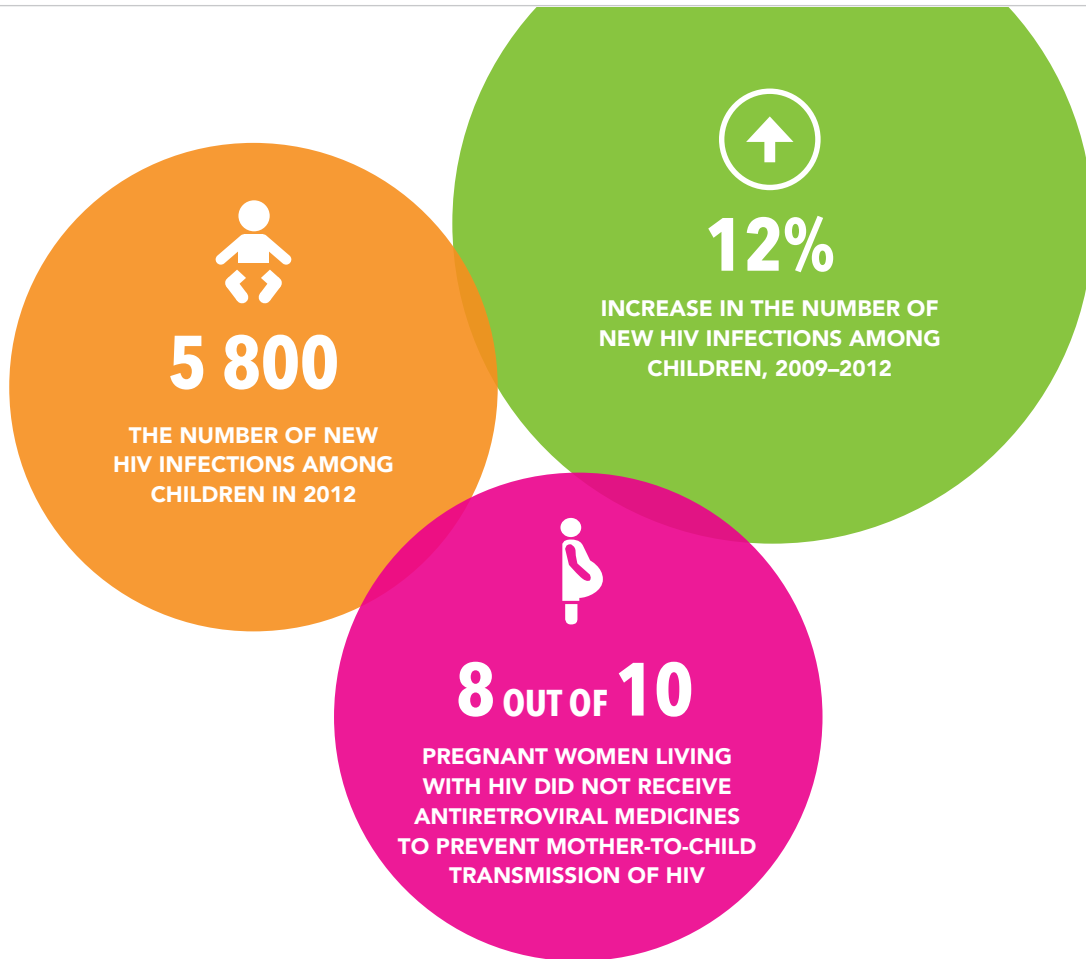 12%
INCREASE IN THE NUMBER OF
NEW HIV INFECTIONS AMONG
CHILDREN, 2009–2012
5 800
THE NUMBER OF NEW
HIV INFECTIONS AMONG
CHILDREN IN 2012
8 OUT OF 10
PREGNANT WOMEN LIVING
WITH HIV DID NOT RECEIVE
ANTIRETROVIRAL MEDICINES
TO PREVENT MOTHER-TO-CHILD
TRANSMISSION OF HIV